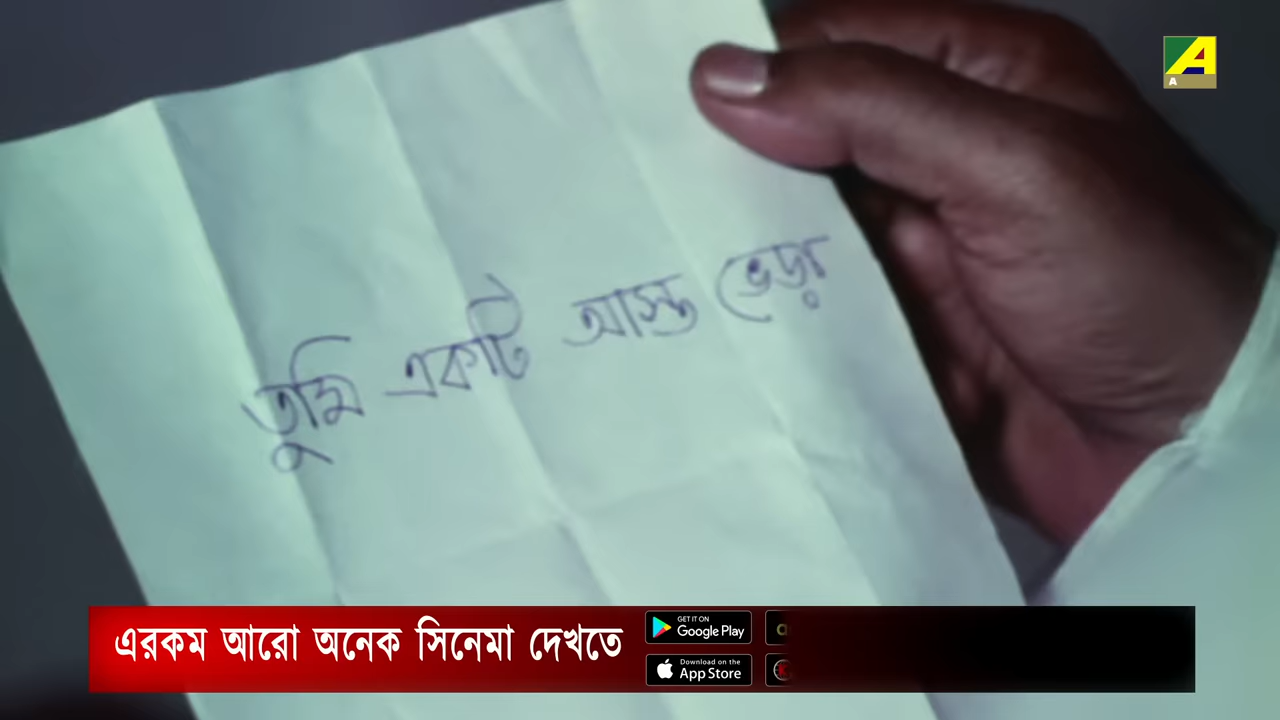 A
তুমি একটি আস্ত ভেড়া
এরকম আরো অনেক সিনেমা দেখতে
GET IT ON
Google Play
Download on the
App Store